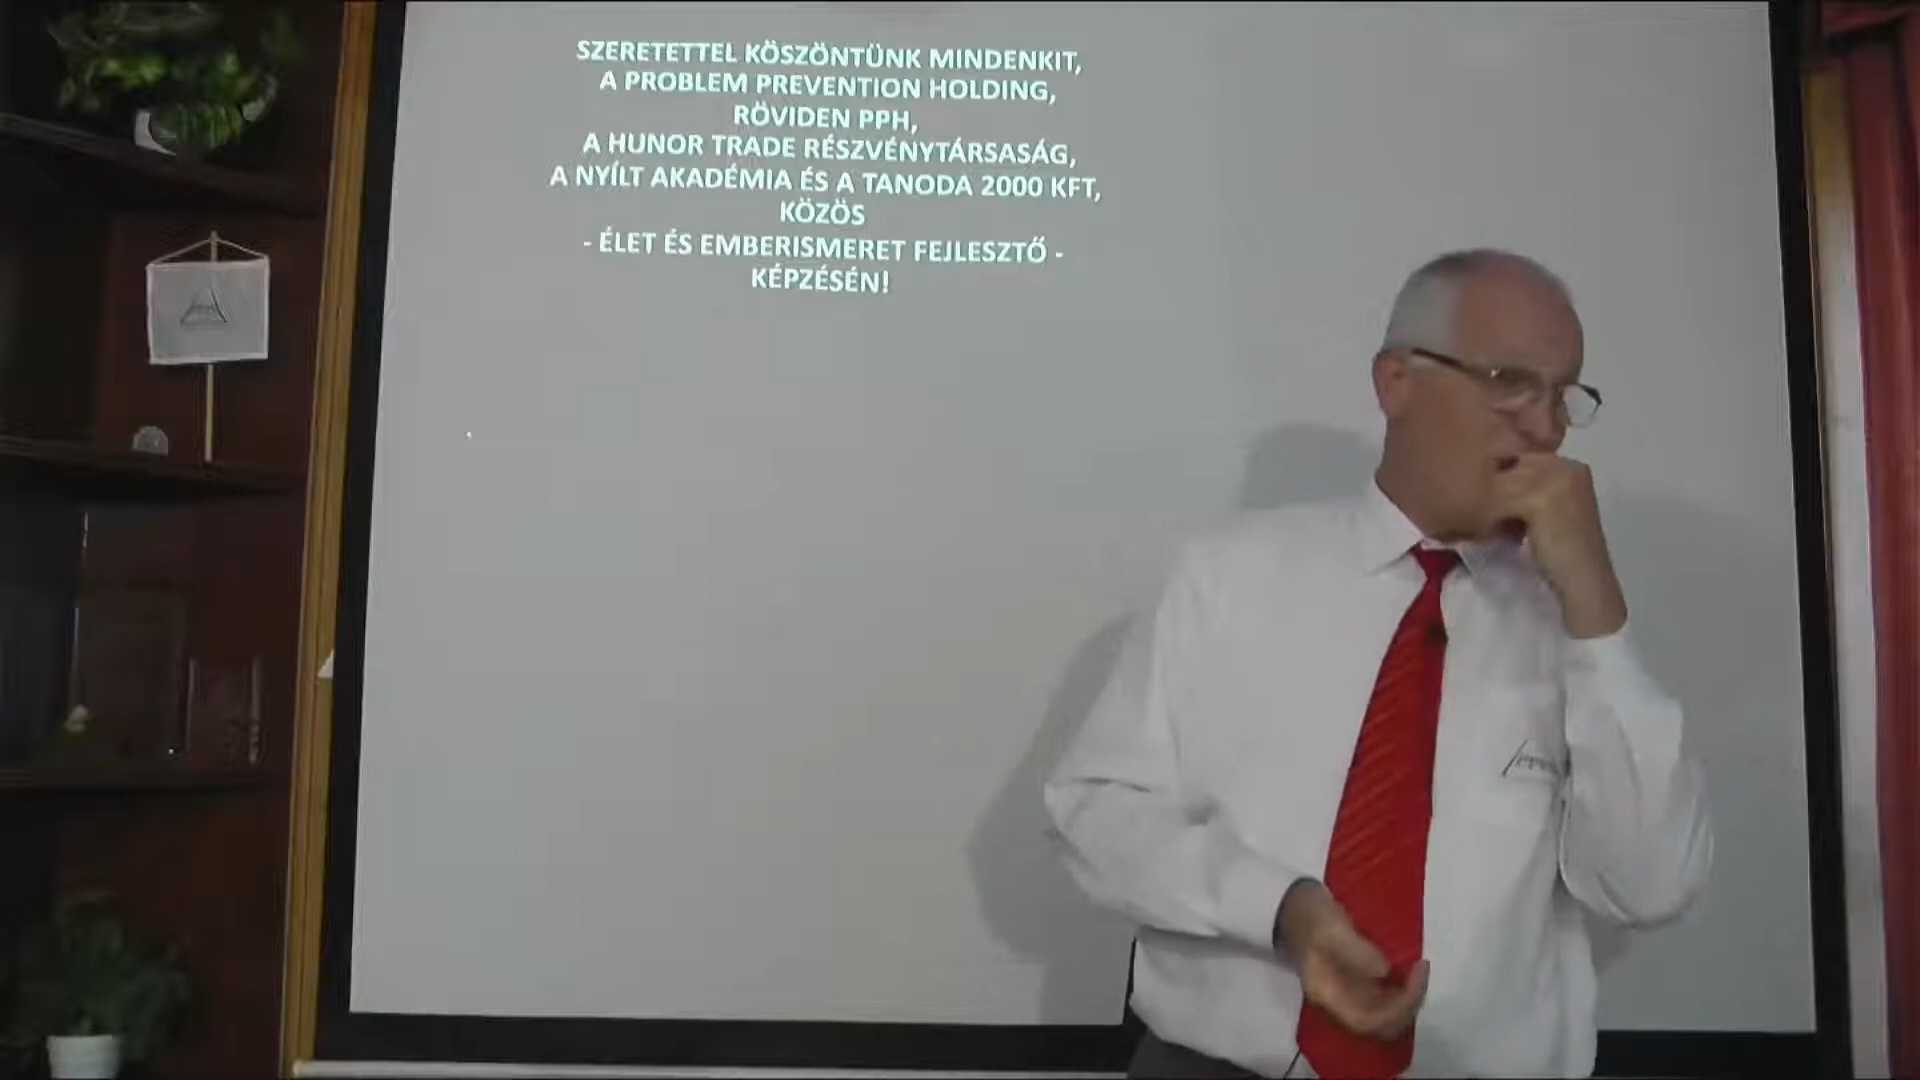 SZERETETTEL KÖSZÖNTÜNK MINDENKIT,
A PROBLEM PREVENTION HOLDING,
RÖVIDEN PPH,
A HUNOR TRADE RÉSZVÉNYTÁRSASÁG,
A NYÍLT AKADÉMIA ÉS A TANODA 2000 KFT,
KÖZÖS
- ÉLET ÉS EMBERISMERET FEJLESZTŐ -
KÉPZÉSÉN!